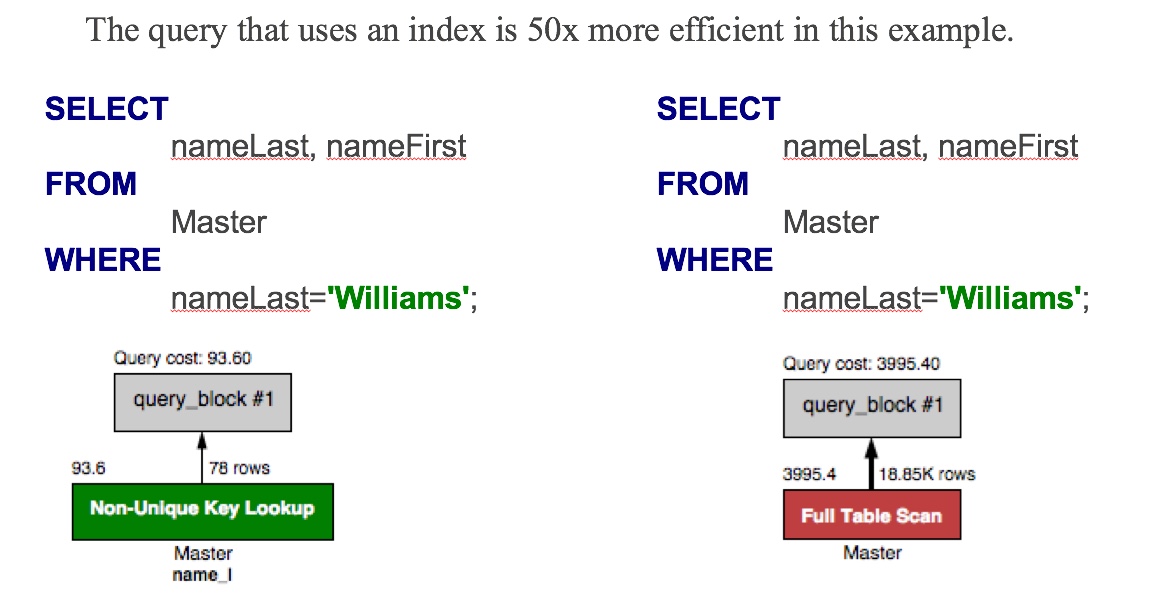 The query that uses an index is 50x more efficient in this example.
SELECT
nameLast, nameFirst
FROM
Master
WHERE
nameLast='Williams';
Query cost: 93.60
query_block #1
93.6
78 rows
Non-Unique Key Lookup
Master
name_l
SELECT
nameLast, nameFirst
FROM
Master
WHERE
nameLast='Williams';
Query cost: 3995.40
query_block #1
3995.4
18.85K rows
Full Table Scan
Master